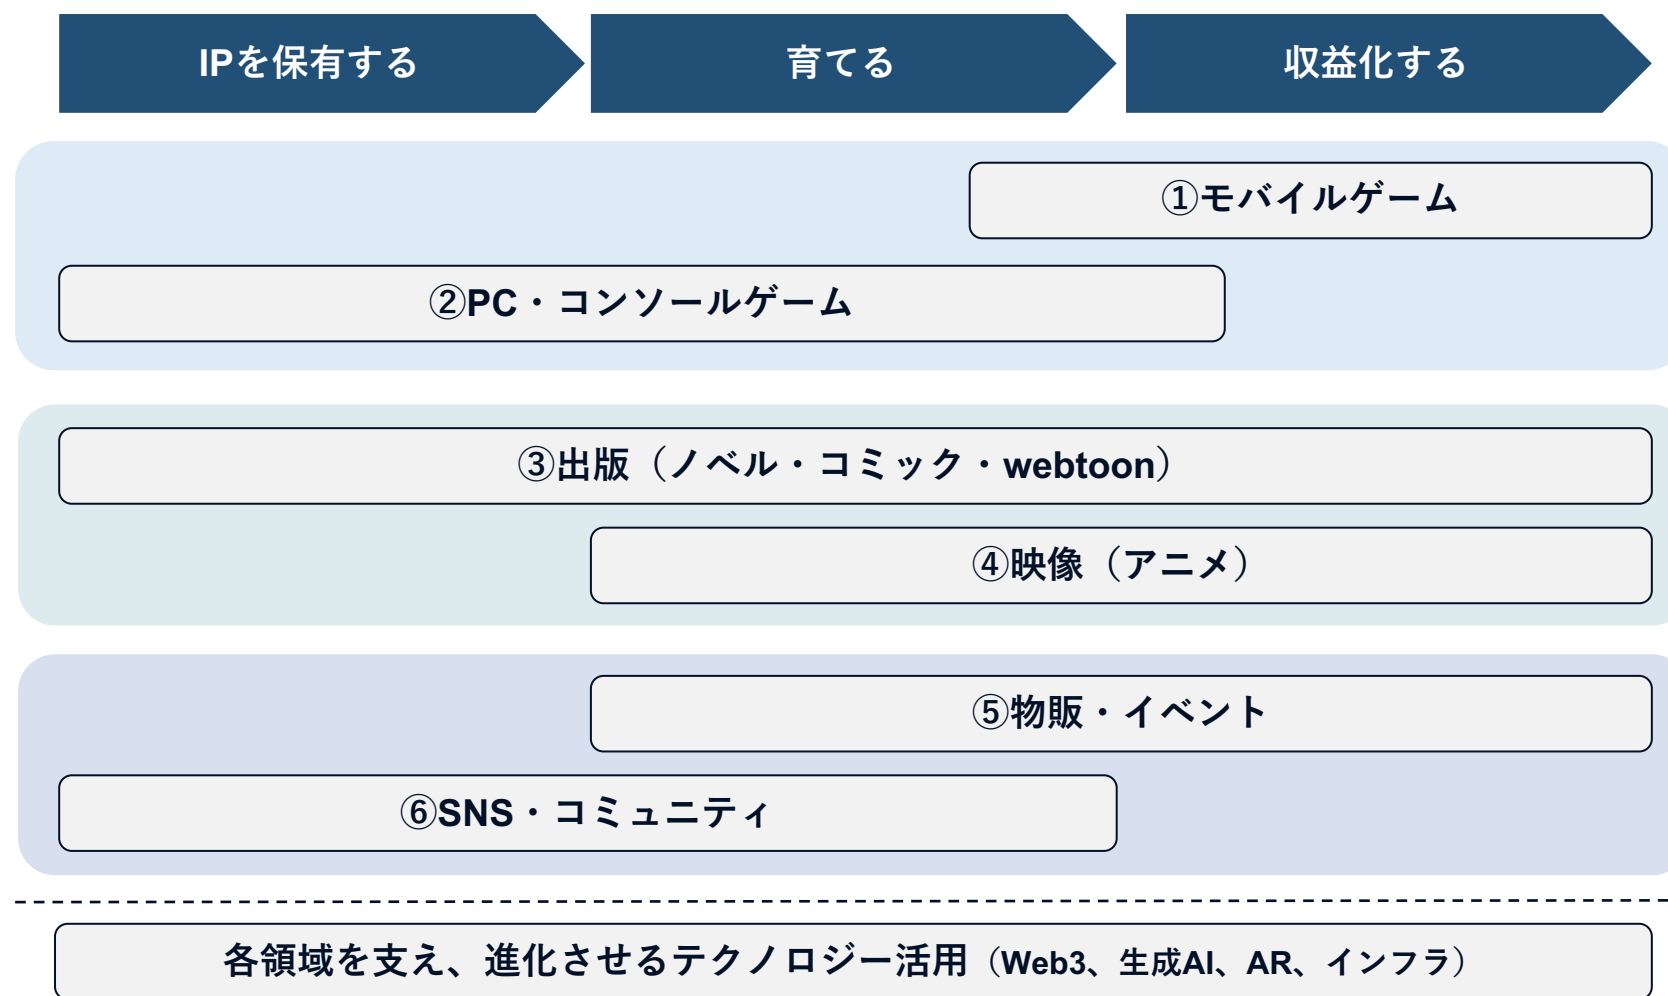 IPを保有する
育てる
収益化する
①モバイルゲーム
②PC・コンソールゲーム
③出版（ノベル・コミック・webtoon）
④映像（アニメ）
⑤物販・イベント
⑥SNS・コミュニティ
各領域を支え、進化させるテクノロジー活用（Web3、生成AI、AR、インフラ）